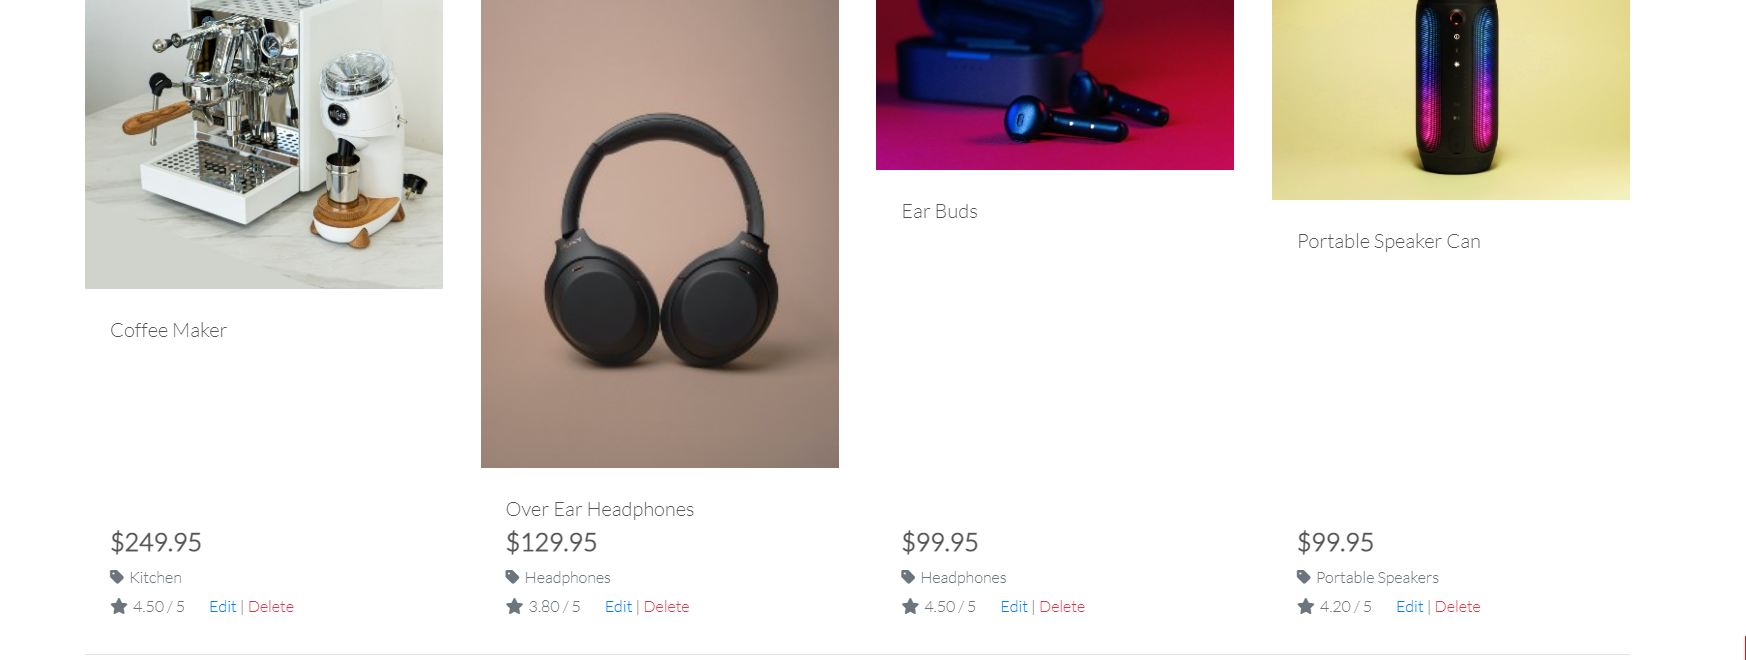 Coffee Maker
$249.95
Kitchen
4.50 / 5 Edit | Delete
SONY
Over Ear Headphones
$129.95
Headphones
3.80 / 5 Edit | Delete
Ear Buds
$99.95
Headphones
4.50 / 5 Edit | Delete
Portable Speaker Can
$99.95
Portable Speakers
4.20 / 5 Edit | Delete